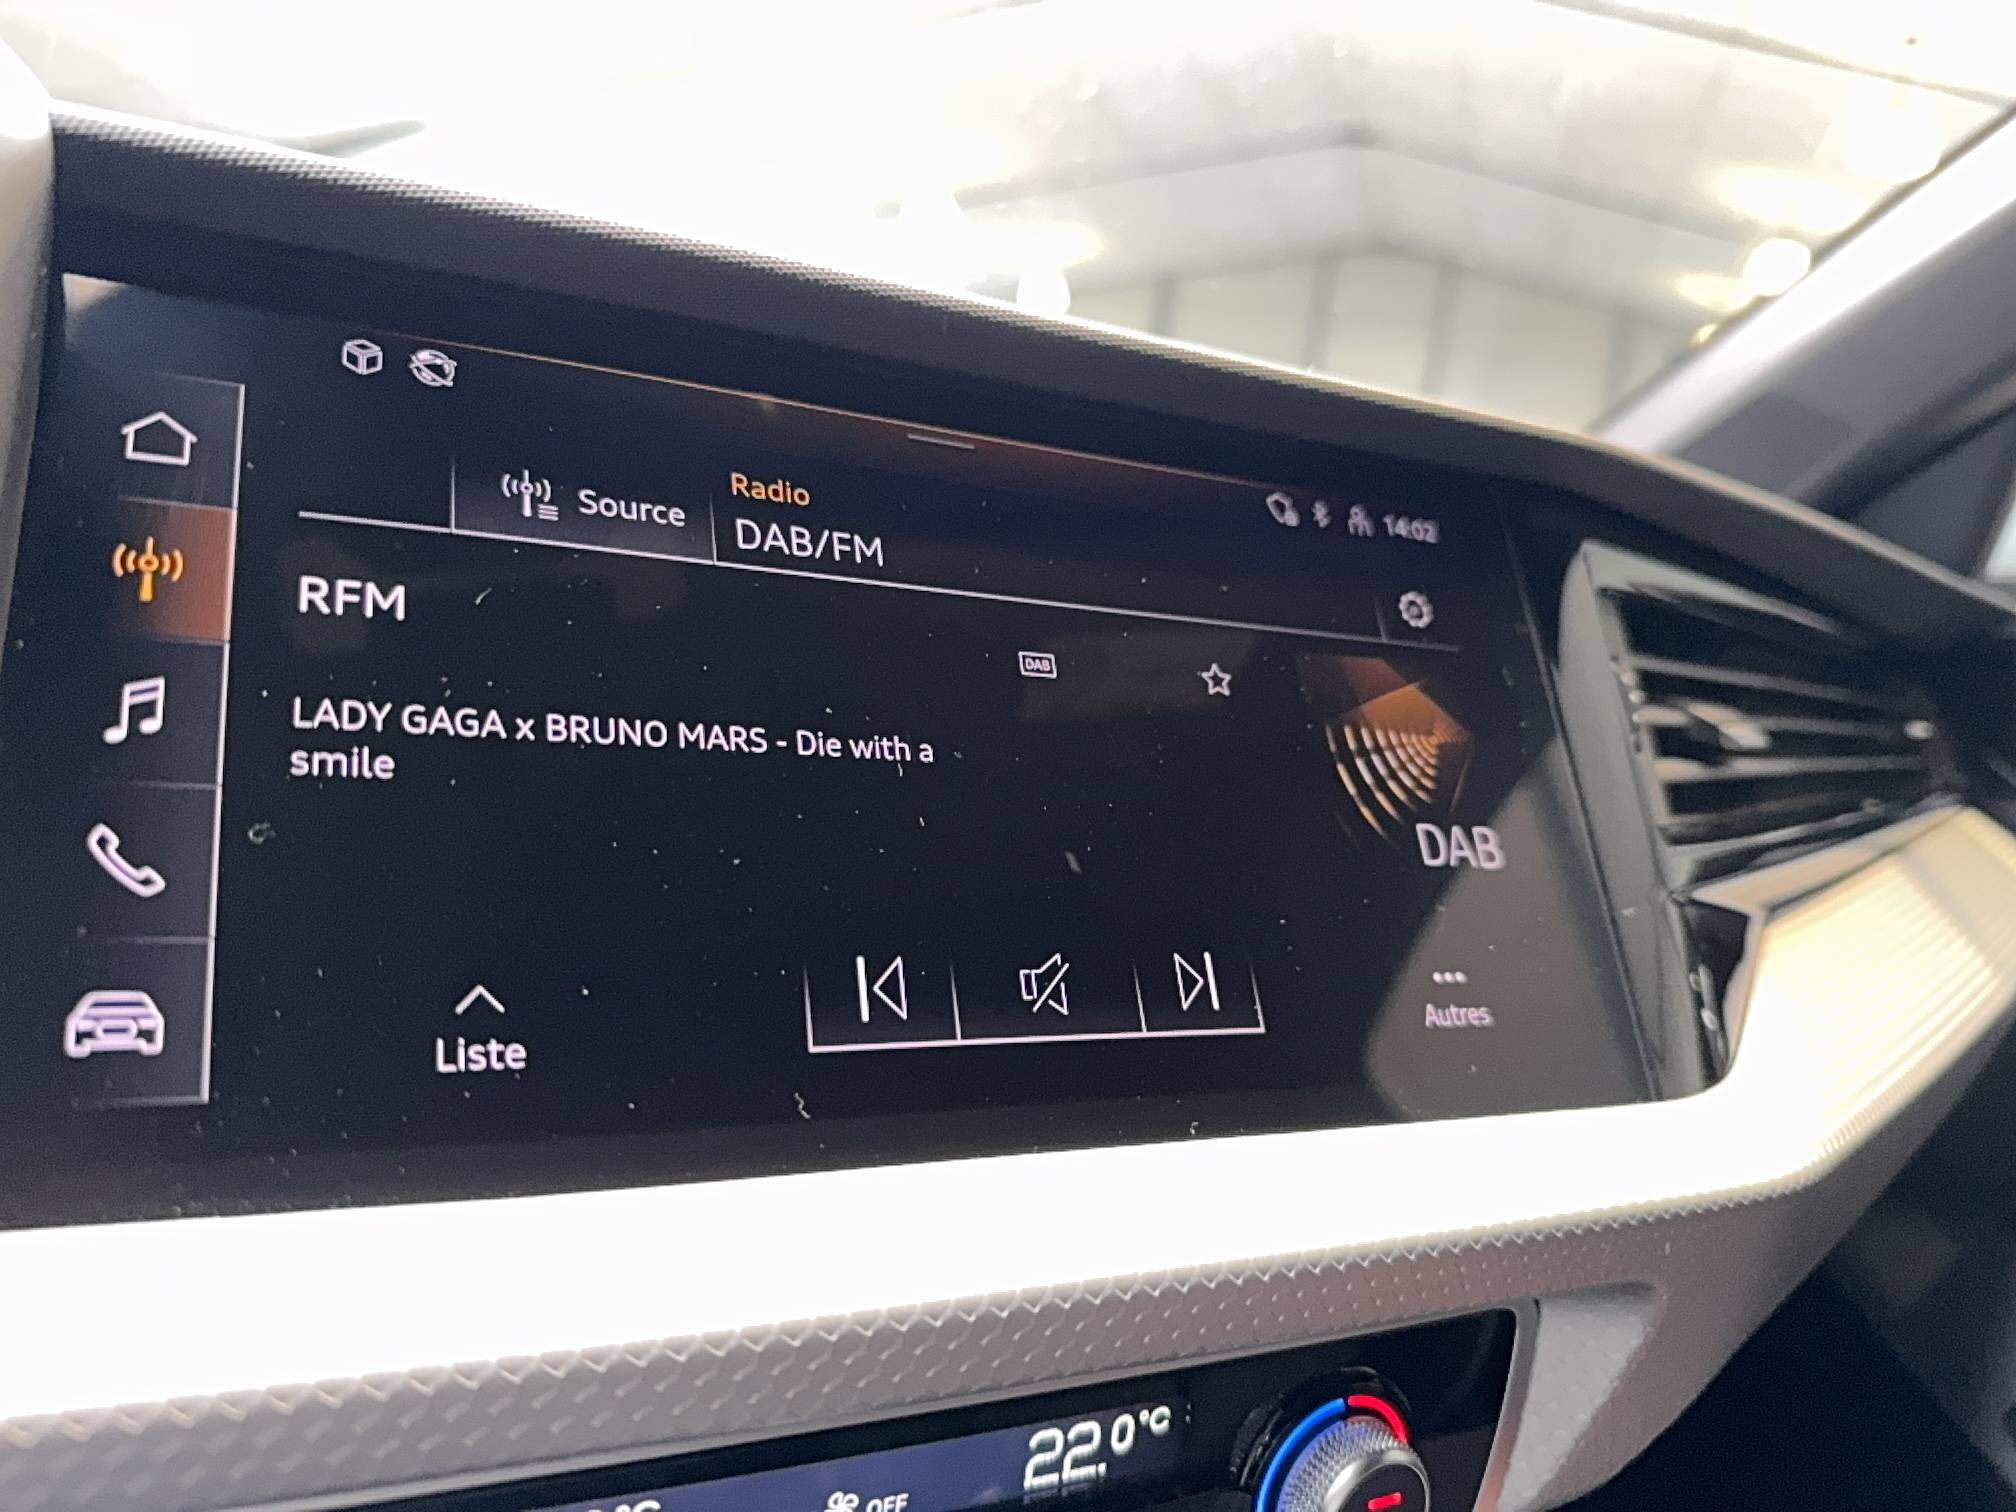 14:02
Source
Radio
DAB/FM
RFM
DAB
LADY GAGA x BRUNO MARS - Die with a
smile
DAB
Liste
Autres
22.0°C
°C
OFF